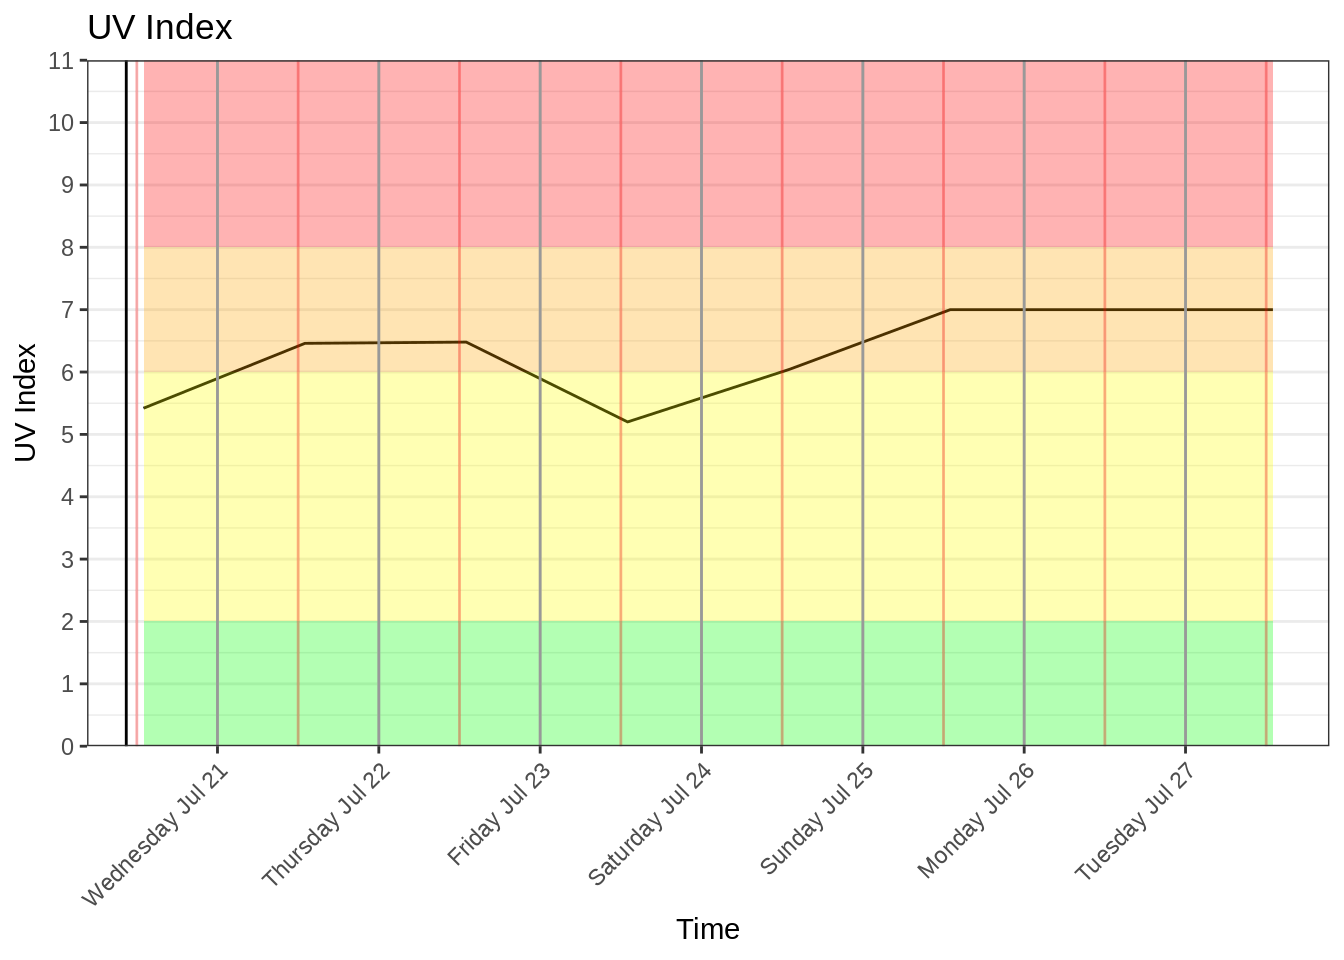 UV Index
11
10
9
8
7
6
5
4
3
2
1
0
UV Index
Wednesday Jul 21
Thursday Jul 22
Friday Jul 23
Saturday Jul 24
Sunday Jul 25
Monday Jul 26
Tuesday Jul 27
Time